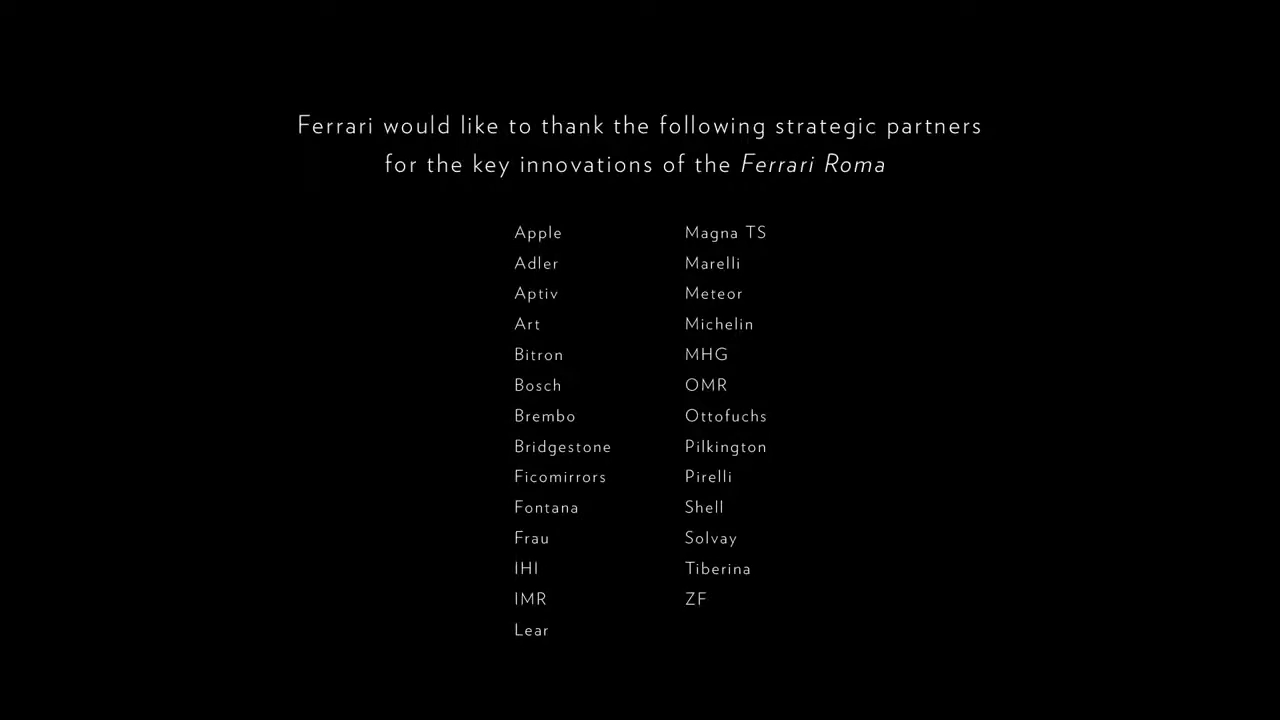 Ferrari would like to thank the following strategic partners
for the key innovations of the Ferrari Roma
Apple
Adler
Aptiv
Art
Bitron
Bosch
Brembo
Bridgestone
Ficomirrors
Fontana
Frau
IHI
IMR
Lear
Magna TS
Marelli
Meteor
Michelin
MHG
OMR
Ottofuchs
Pilkington
Pirelli
Shell
Solvay
Tiberina
ZF